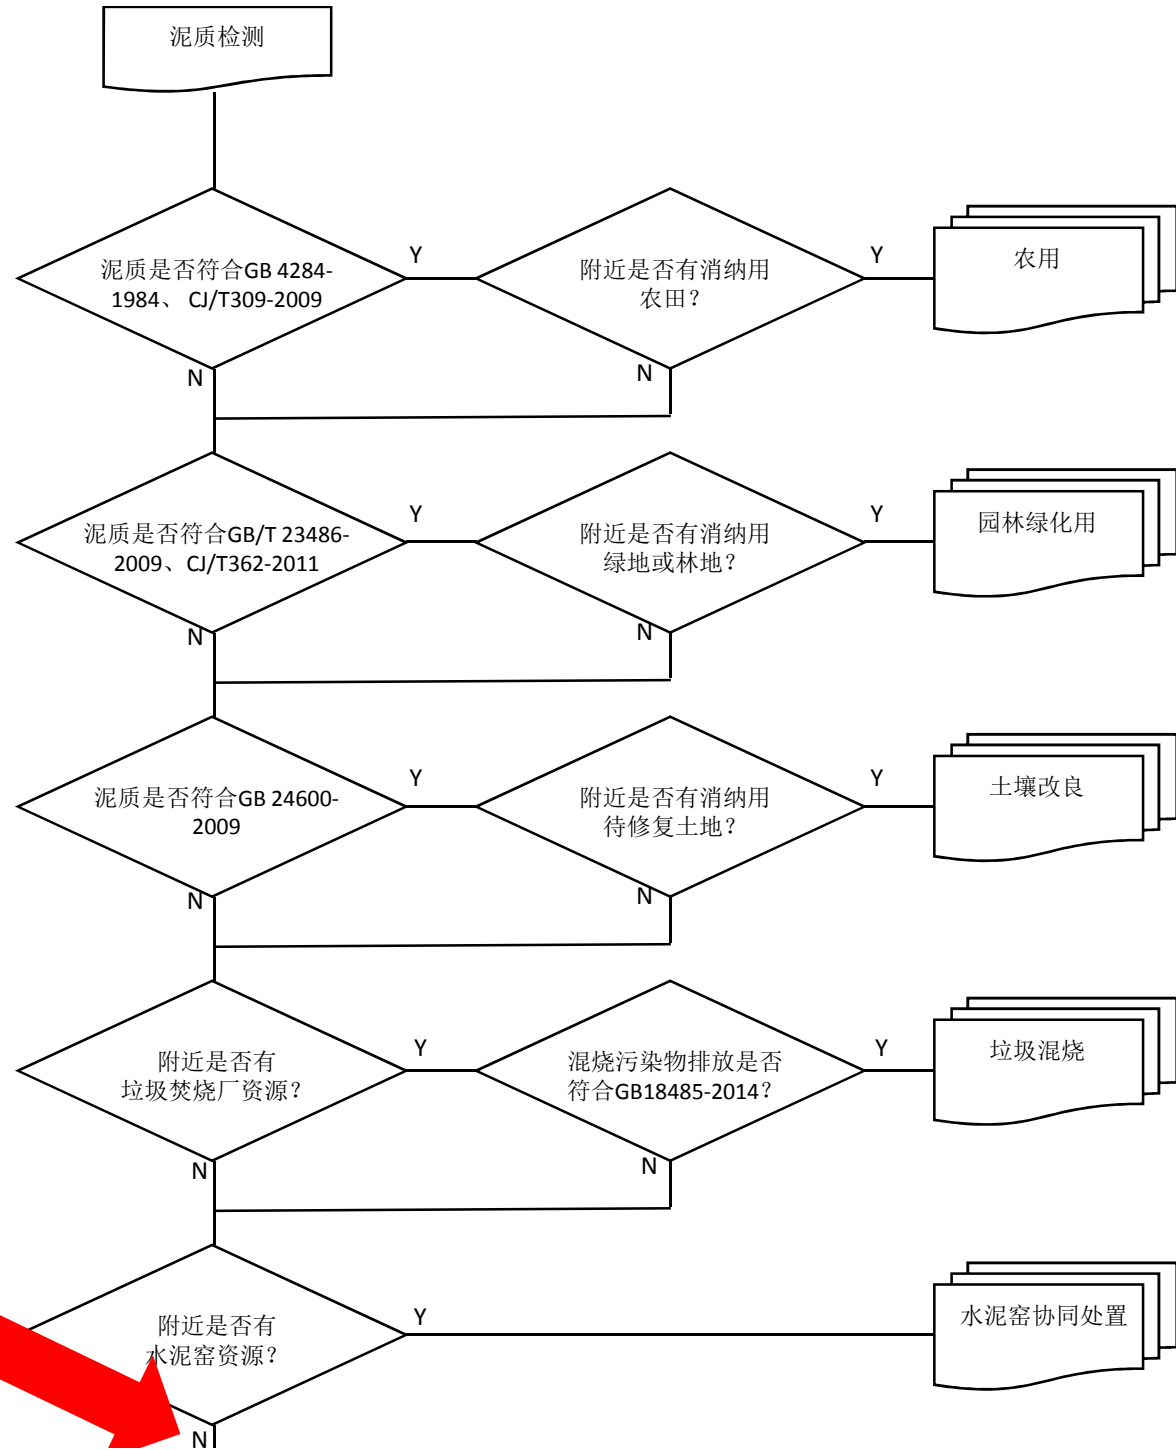 泥质检测
泥质是否符合GB 4284-
1984、 CJ/T309-2009
Y
附近是否有消纳用
农田？
Y
农用
N
N
泥质是否符合GB/T 23486-
2009、CJ/T362-2011
Y
附近是否有消纳用
绿地或林地？
Y
园林绿化用
N
N
泥质是否符合GB 24600-
2009
Y
附近是否有消纳用
待修复土地？
Y
土壤改良
N
N
附近是否有
垃圾焚烧厂资源？
Y
混烧污染物排放是否
符合GB18485-2014？
Y
垃圾混烧
N
N
附近是否有
水泥窑资源？
Y
水泥窑协同处置
N